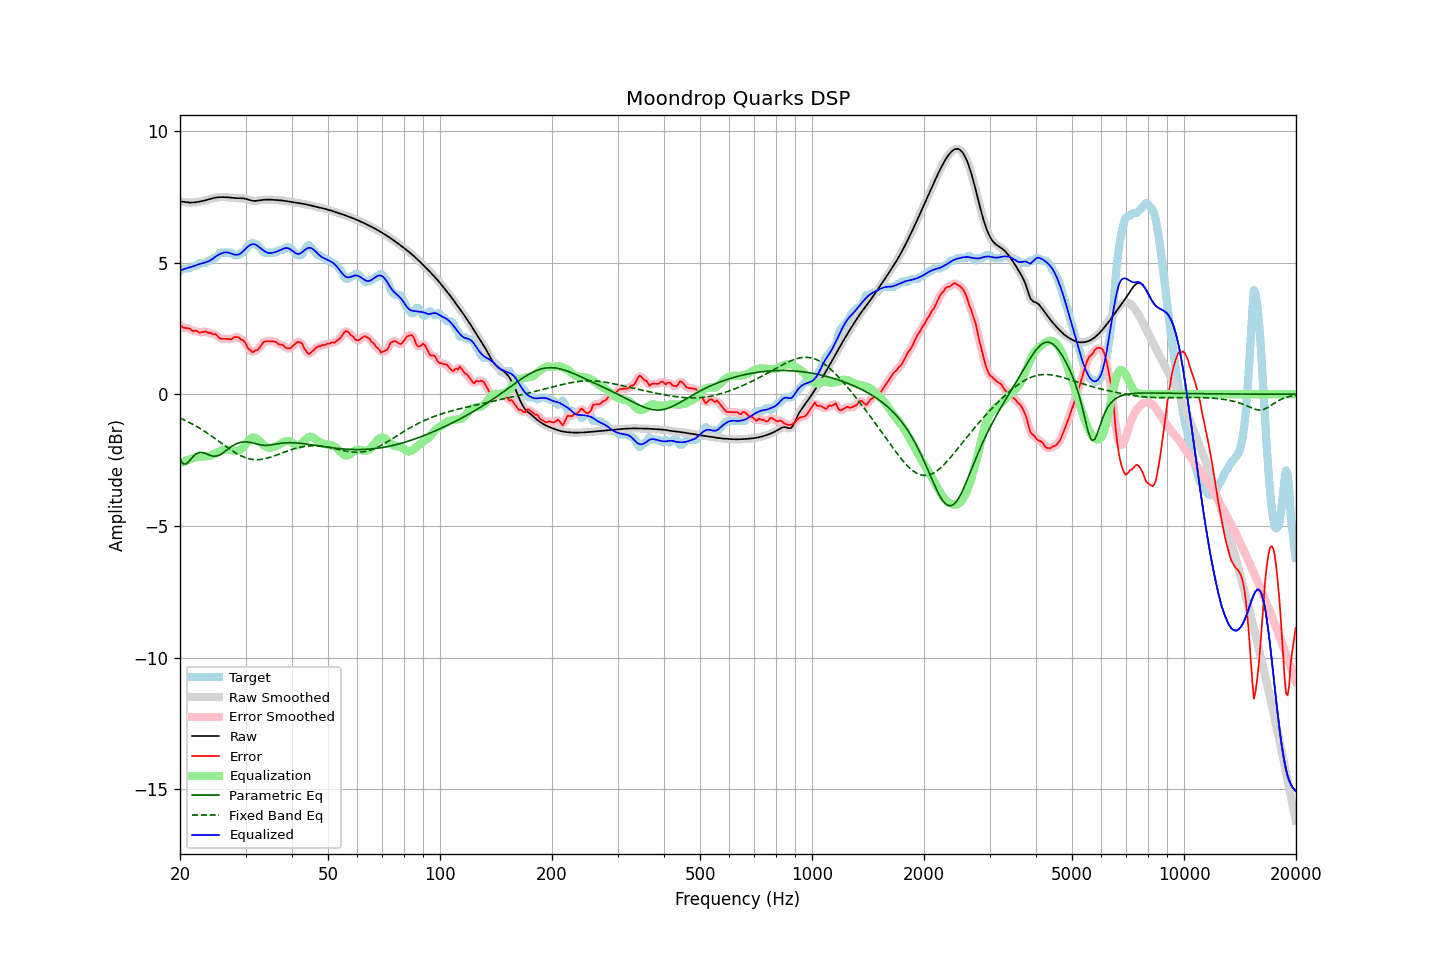 Moondrop Quarks DSP
Amplitude (dBr)
10
5
0
−5
−10
−15
Target
Raw Smoothed
Error Smoothed
Raw
Error
Equalization
Parametric Eq
Fixed Band Eq
Equalized
20 50 100 200 500 1000 2000 5000 10000 20000
Frequency (Hz)